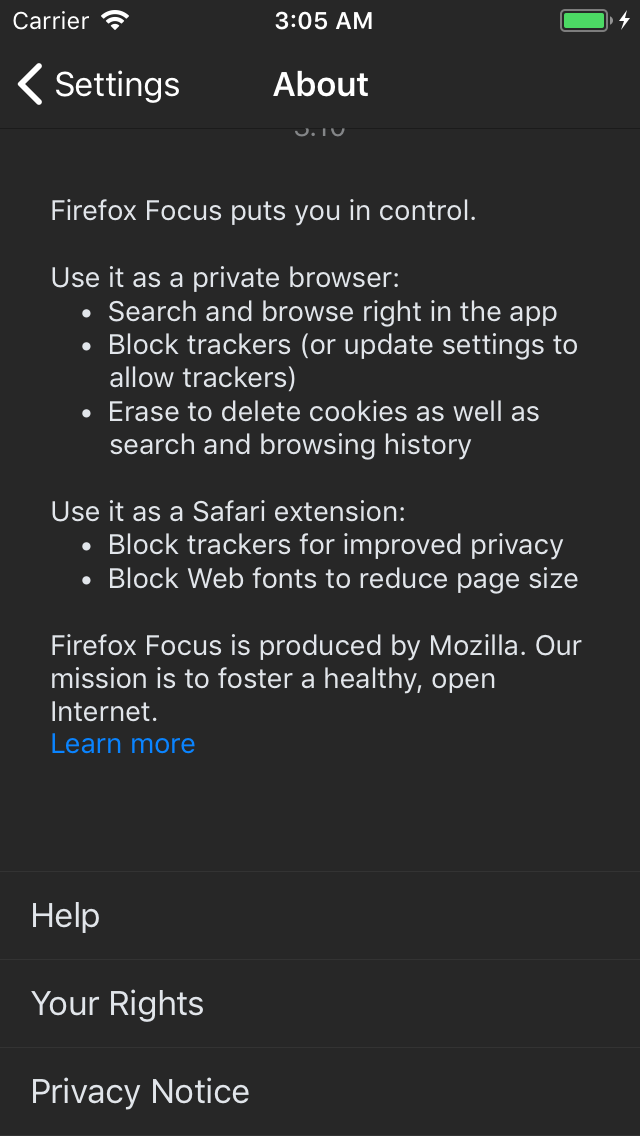 Carrier 3:05 AM
Settings About
Firefox Focus puts you in control.
Use it as a private browser:
• Search and browse right in the app
• Block trackers (or update settings to
allow trackers)
• Erase to delete cookies as well as
search and browsing history
Use it as a Safari extension:
• Block trackers for improved privacy
• Block Web fonts to reduce page size
Firefox Focus is produced by Mozilla. Our
mission is to foster a healthy, open
Internet.
Learn more
Help
Your Rights
Privacy Notice